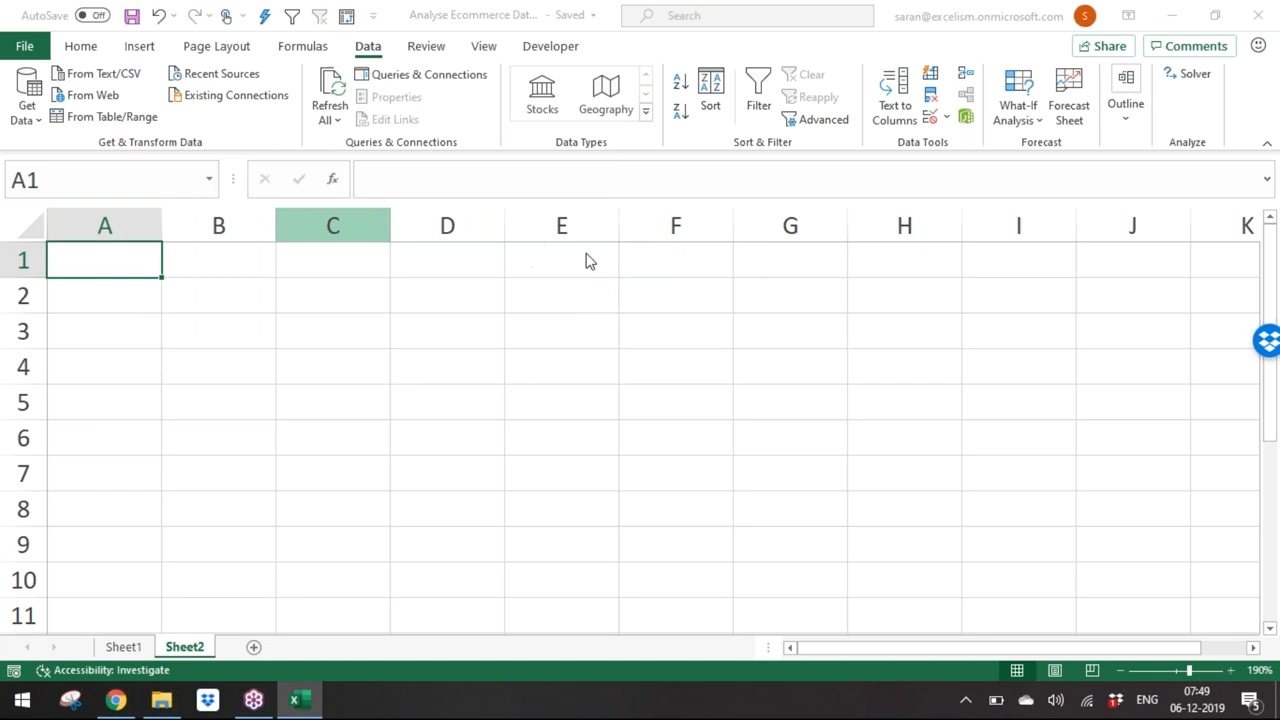 AutoSave Off Analyse Ecommerce Dat... - Saved Search saran@excelism.onmicrosoft.com S
File Home Insert Page Layout Formulas Data Review View Developer Share Comments
Get Data
From Text/CSV
From Web
From Table/Range
Recent Sources
Existing Connections
Get & Transform Data
Refresh All
Queries & Connections
Properties
Edit Links
Queries & Connections
Stocks
Geography
Data Types
Sort
Filter
Clear
Reapply
Advanced
Sort & Filter
Text to Columns
Data Tools
What-If Analysis
Forecast Sheet
Forecast
Outline
Solver
Analyze
A1 fx
A B C D E F G H I J K
1
2
3
4
5
6
7
8
9
10
11
Sheet1 Sheet2
Accessibility: Investigate 190%
ENG 07:49
06-12-2019
5